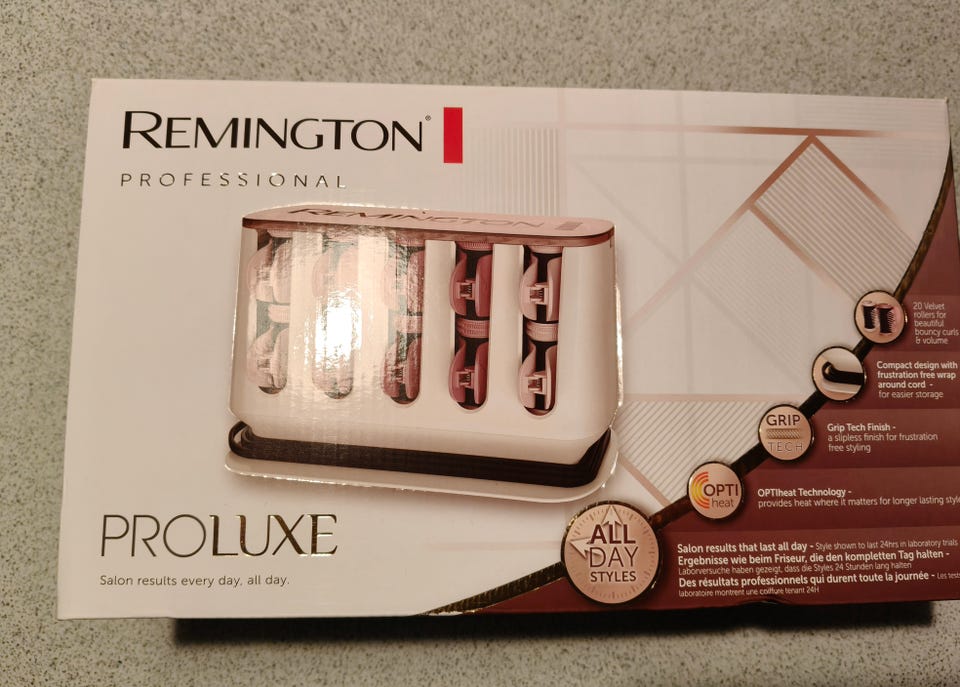 REMINGTON®
PROFESSIONAL
REMINGTON
20 Velvet
rollers for
beautiful
bouncy curls
& volume
Compact design with
frustration free wrap
around cord -
for easier storage
GRIP
TECH
Grip Tech Finish -
a slipless finish for frustration
free styling
OPTI
heat
OPTIheat Technology -
provides heat where it matters for longer lasting style
ALL
DAY
STYLES
Salon results that last all day - Style shown to last 24hrs in laboratory trials
Ergebnisse wie beim Friseur, die den kompletten Tag halten -
Laborversuche haben gezeigt, dass die Styles 24 Stunden lang halten
Des résultats professionnels qui durent toute la journée - Les tests
laboratoire montrent une coiffure tenant 24H
PROLUXE
Salon results every day, all day.